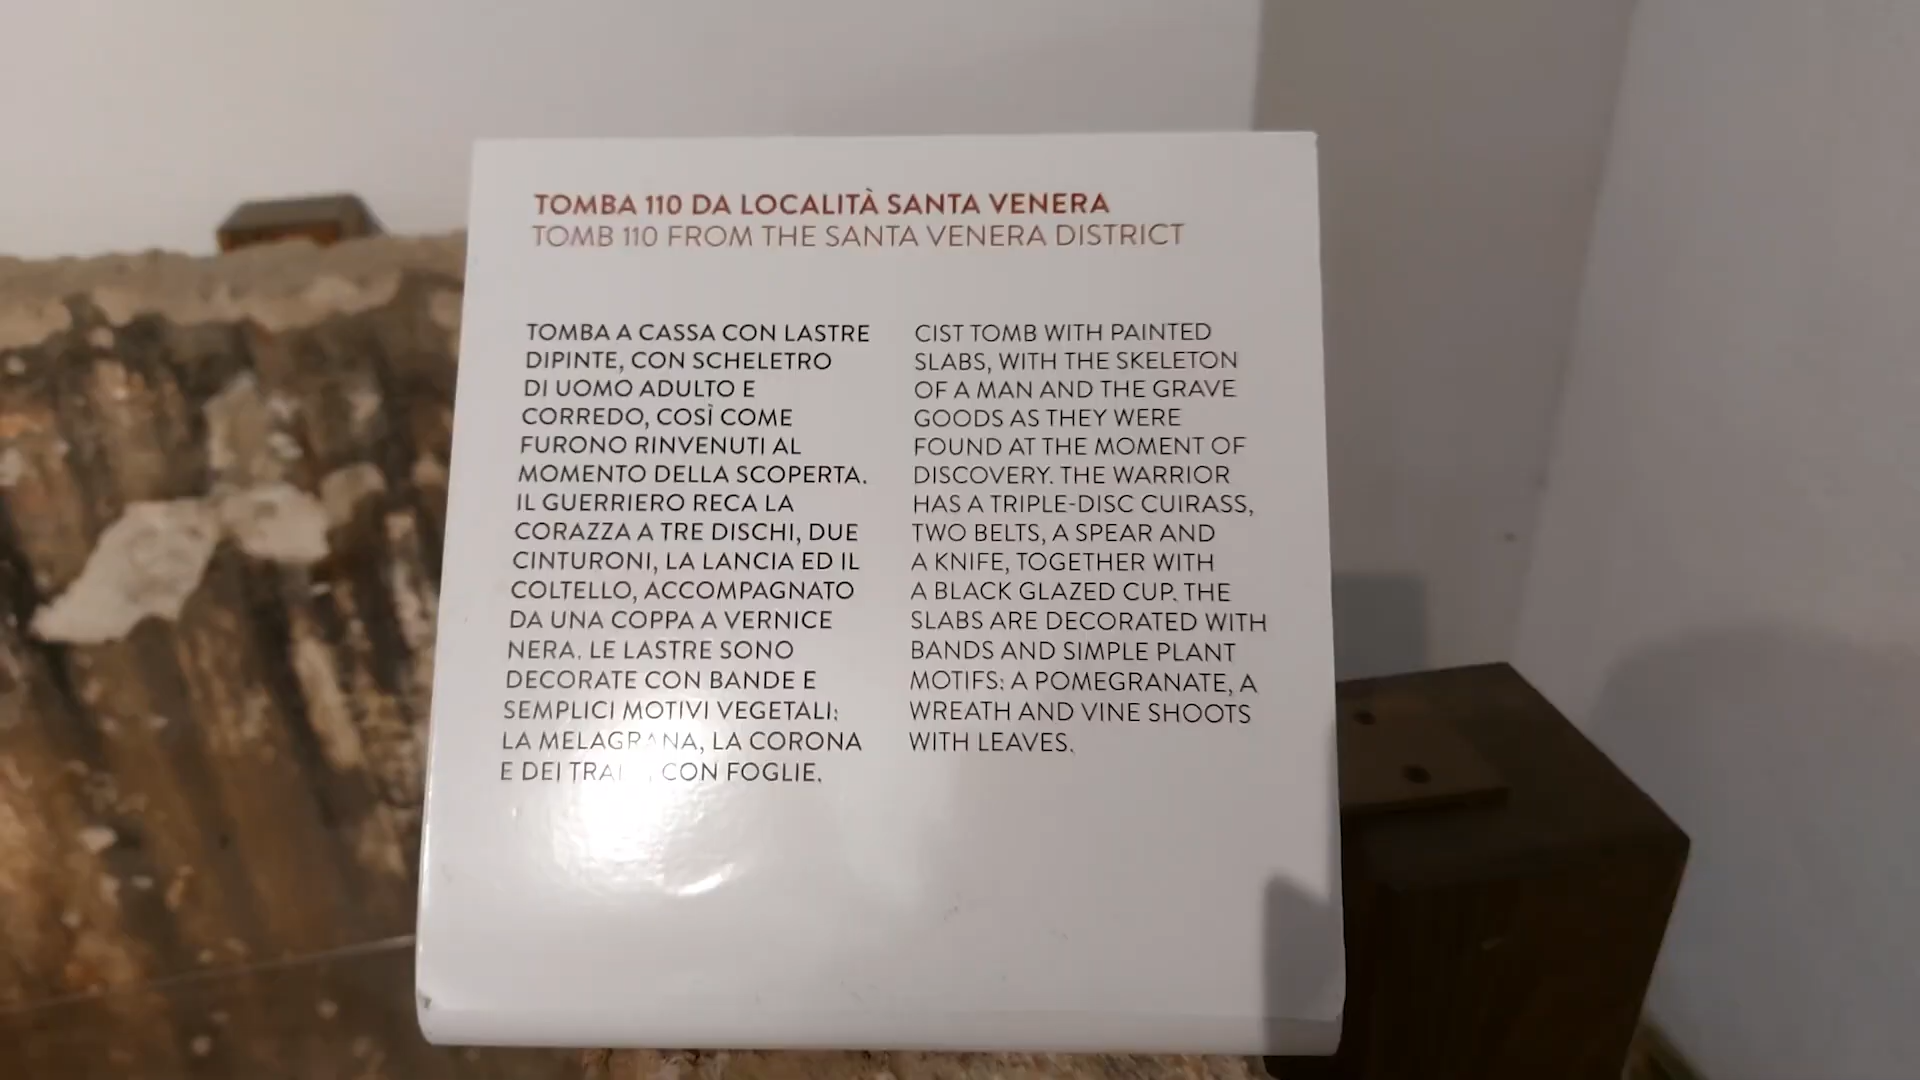 TOMBA 110 DA LOCALITÀ SANTA VENERA
TOMB 110 FROM THE SANTA VENERA DISTRICT
TOMBA A CASSA CON LASTRE
DIPINTE, CON SCHELETRO
DI UOMO ADULTO E
CORREDO, COSÌ COME
FURONO RINVENUTI AL
MOMENTO DELLA SCOPERTA.
IL GUERRIERO RECA LA
CORAZZA A TRE DISCHI, DUE
CINTURONI, LA LANCIA ED IL
COLTELLO, ACCOMPAGNATO
DA UNA COPPA A VERNICE
NERA. LE LASTRE SONO
DECORATE CON BANDE E
SEMPLICI MOTIVI VEGETALI:
LA MELAGRANA, LA CORONA
E DEI CON FOGLIE.
CIST TOMB WITH PAINTED
SLABS, WITH THE SKELETON
OF A MAN AND THE GRAVE
GOODS AS THEY WERE
FOUND AT THE MOMENT OF
DISCOVERY. THE WARRIOR
HAS A TRIPLE-DISC CUIRASS,
TWO BELTS, A SPEAR AND
A KNIFE, TOGETHER WITH
A BLACK GLAZED CUP. THE
SLABS ARE DECORATED WITH
BANDS AND SIMPLE PLANT
MOTIFS: A POMEGRANATE, A
WREATH AND VINE SHOOTS
WITH LEAVES.